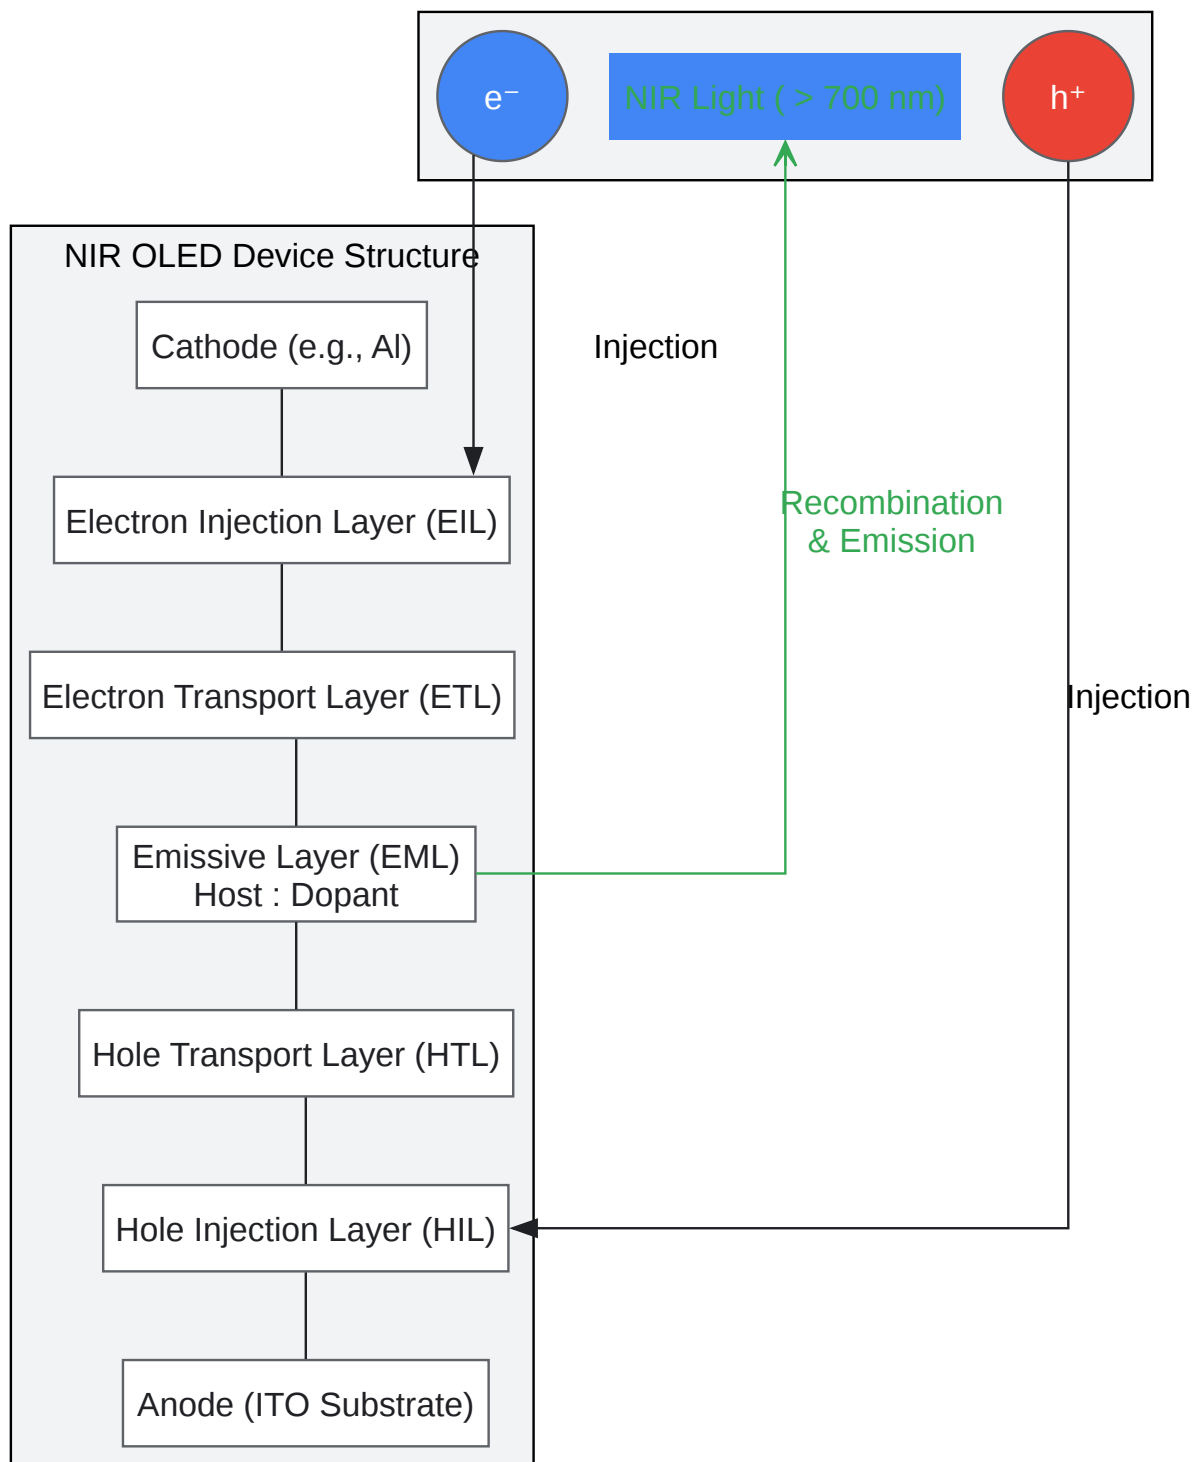 e⁻
NIR Light ( > 700 nm)
h⁺
NIR OLED Device Structure
Cathode (e.g., Al)
Injection
Electron Injection Layer (EIL)
Recombination
& Emission
Electron Transport Layer (ETL)
Injection
Emissive Layer (EML)
Host : Dopant
Hole Transport Layer (HTL)
Hole Injection Layer (HIL)
Anode (ITO Substrate)